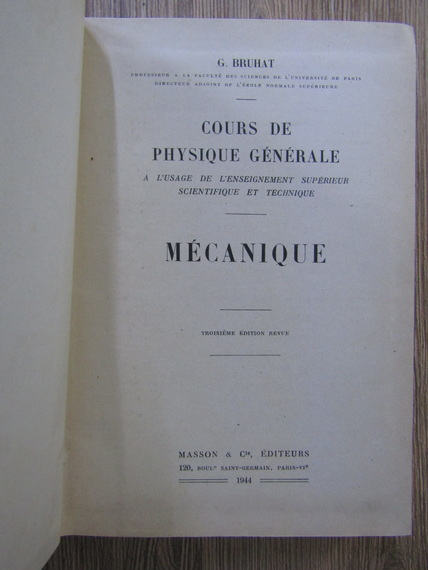 G. BRUHAT
PROFESSEUR A LA FACULTÉ DES SCIENCES DE L'UNIVERSITÉ DE PARIS
DIRECTEUR ADJOINT DE L'ÉCOLE NORMALE SUPÉRIEURE
COURS DE
PHYSIQUE GÉNÉRALE
A L'USAGE DE L'ENSEIGNEMENT SUPÉRIEUR
SCIENTIFIQUE ET TECHNIQUE
MÉCANIQUE
TROISIÈME ÉDITION REVUE
MASSON & Cie, ÉDITEURS
120, BOULd SAINT-GERMAIN, PARIS-VIe
1944